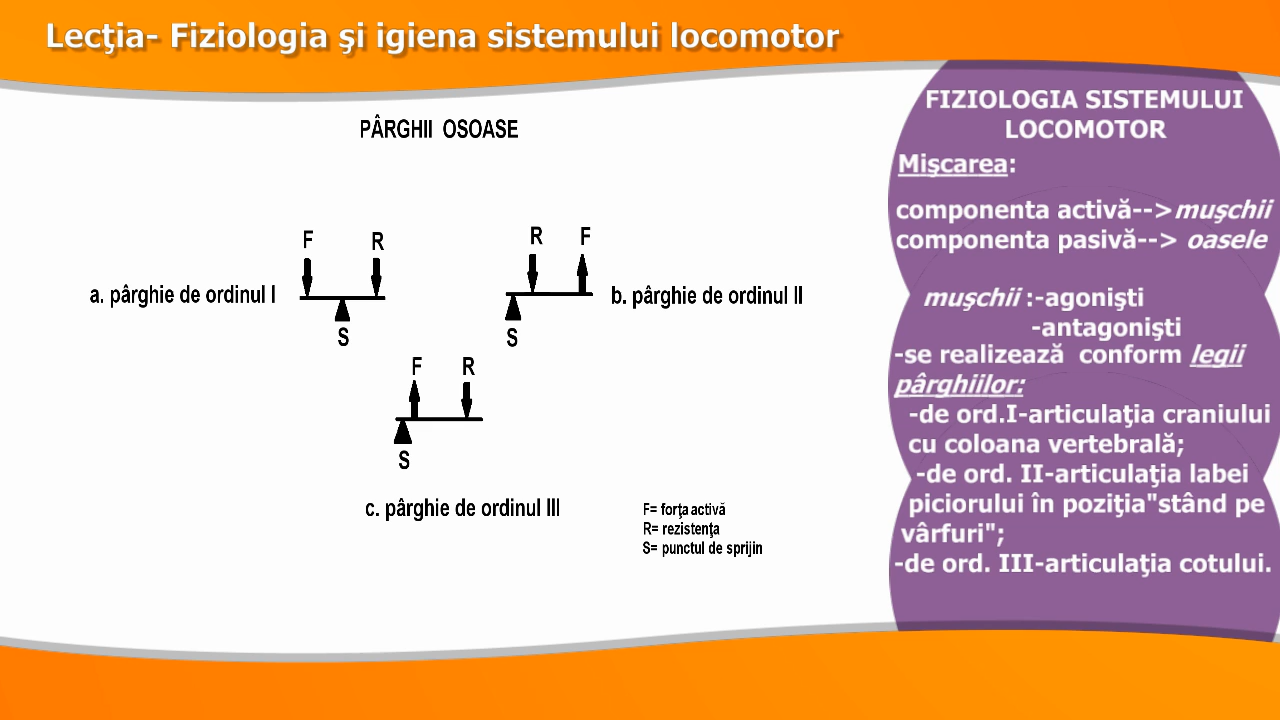 Lecţia- Fiziologia şi igiena sistemului locomotor
PÂRGHII OSOASE
F
R
a. pârghie de ordinul I
S
R
F
b. pârghie de ordinul II
S
F
R
S
c. pârghie de ordinul III
F= forţa activă
R= rezistenţa
S= punctul de sprijin
FIZIOLOGIA SISTEMULUI
LOCOMOTOR
Mişcarea:
componenta activă-->muşchii
componenta pasivă--> oasele
muşchii :-agonişti
-antagonişti
-se realizează conform legii
pârghiilor:
-de ord.I-articulaţia craniului
cu coloana vertebrală;
-de ord. II-articulaţia labei
piciorului în poziţia"stând pe
vârfuri";
-de ord. III-articulaţia cotului.